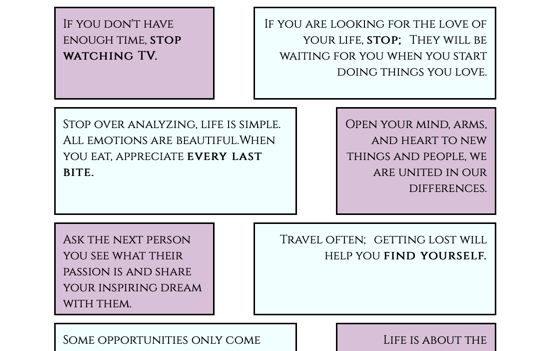 If you don't have
enough time, stop
watching TV.
If you are looking for the love of
your life, stop; They will be
waiting for you when you start
doing things you love.
Stop over analyzing, life is simple.
All emotions are beautiful.When
you eat, appreciate every last
bite.
Open your mind, arms,
and heart to new
things and people, we
are united in our
differences.
Ask the next person
you see what their
passion is and share
your inspiring dream
with them.
Travel often; getting lost will
help you find yourself.
Some opportunities only come
Life is about the